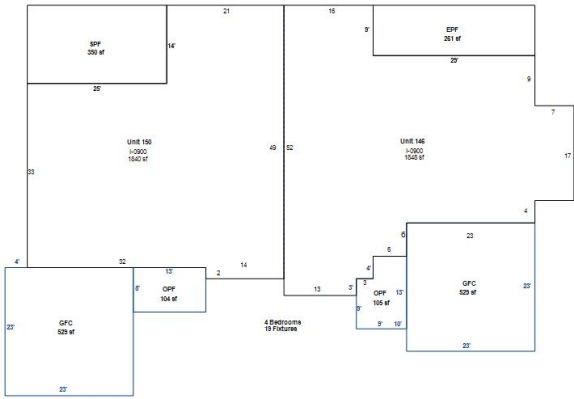 21
16
SPF
350 sf
14'
9'
EPF
261 sf
25'
29'
9
7
Unit 150
I-0900
1840 sf
49
52
Unit 146
I-0900
1848 sf
17
33
4
6
23
4'
32
13'
14
2
6
4'
3
3'
13
8'
OPF
104 sf
9'
OPF
105 sf
13'
GFC
529 sf
23'
23'
GFC
529 sf
4 Bedrooms
19 Fixtures
9'
10'
23'
23'